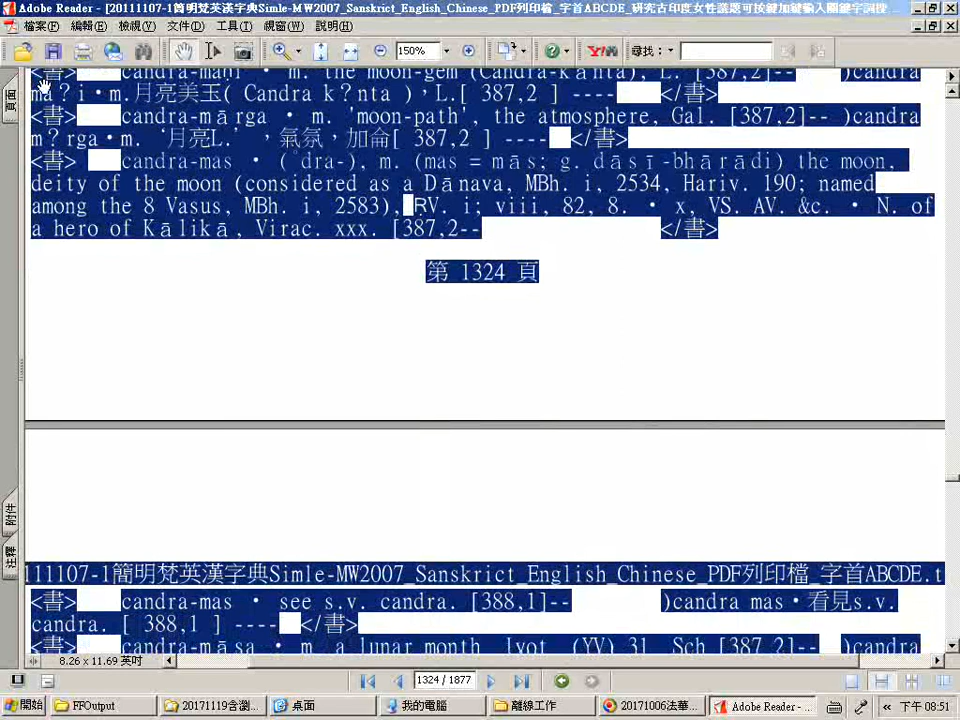 Adobe Reader - [20111107-1簡明梵英漢字典Simle-MW2007_Sanskrict_English_Chinese_PDF列印檔_字首ABCDE_研究古印度女性議題可按鍵加鍵輸入關鍵字詞搜
檔案(F) 編輯(E) 檢視(V) 文件(D) 工具(T) 視窗(W) 說明(H)
150% 尋找：
頁面
<書> candra-maṇi • m. the moon-gem (Candra-kānta), L. [387,2]-- )candra
ma？i•m.月亮美玉( Candra k？nta )，L.[ 387,2 ] ---- </書>
<書> candra-mārga • m. 'moon-path', the atmosphere, Gal. [387,2]-- )candra
m？rga•m. ‘月亮L.’，氣氛，加侖[ 387,2 ] ---- </書>
<書> candra-mas • (˚dra-), m. (mas = mās; g. dāsī-bhārādi) the moon,
deity of the moon (considered as a Dānava, MBh. i, 2534, Hariv. 190; named
among the 8 Vasus, MBh. i, 2583), RV. i; viii, 82, 8. • x, VS. AV. &c. • N. of
a hero of Kālikā, Virac. xxx. [387,2-- </書>
第 1324 頁
111107-1簡明梵英漢字典Simle-MW2007_Sanskrict_English_Chinese_PDF列印檔_字首ABCDE.t
<書> candra-mas • see s.v. candra. [388,1]-- )candra mas•看見s.v.
candra. [ 388,1 ] ---- </書>
<書> candra-māsa • m. a lunar month, Jyot. (YV) 31, Sch [387,2]-- )candra
附件
注釋
8.26 x 11.69 英吋
1324 / 1877
開始 FFOutput 20171119含瀏... 桌面 我的電腦 離線工作 20171006法華... Adobe Reader - ... 下午 08:51